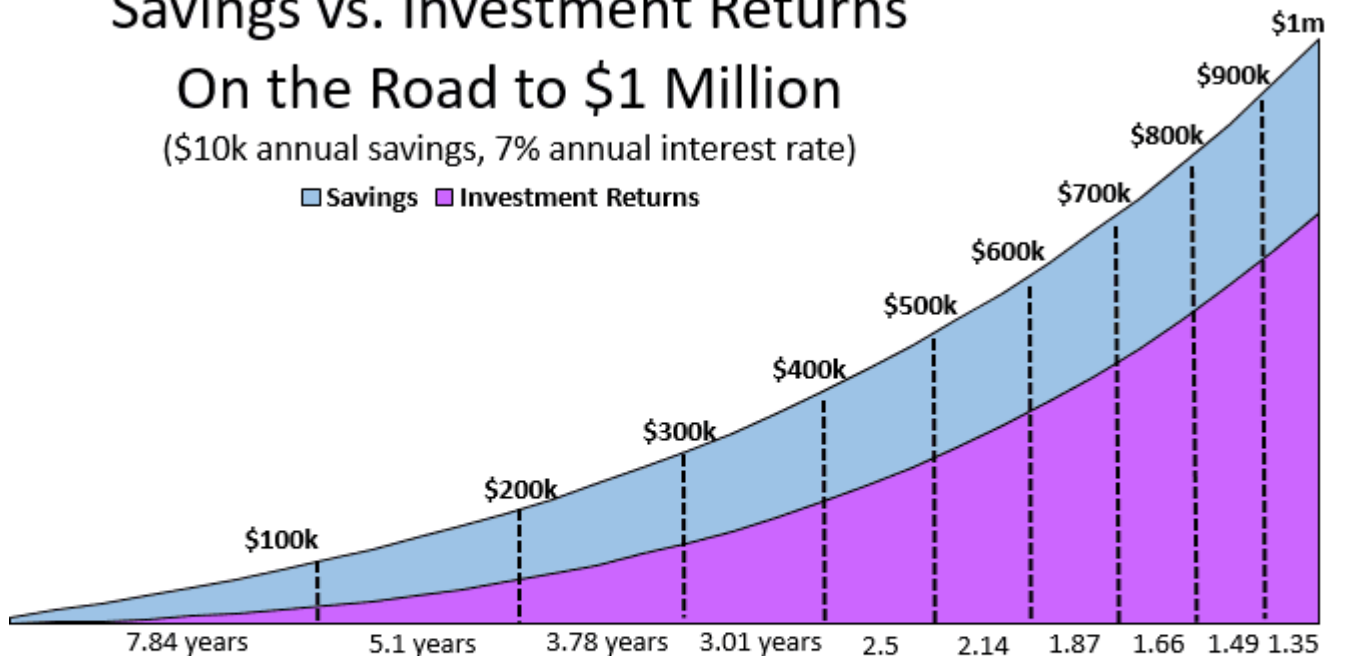 Savings vs. Investment Returns
On the Road to $1 Million
($10k annual savings, 7% annual interest rate)
Savings Investment Returns
$1m
$900k
$800k
$700k
$600k
$500k
$400k
$300k
$200k
$100k
7.84 years 5.1 years 3.78 years 3.01 years 2.5 2.14 1.87 1.66 1.49 1.35